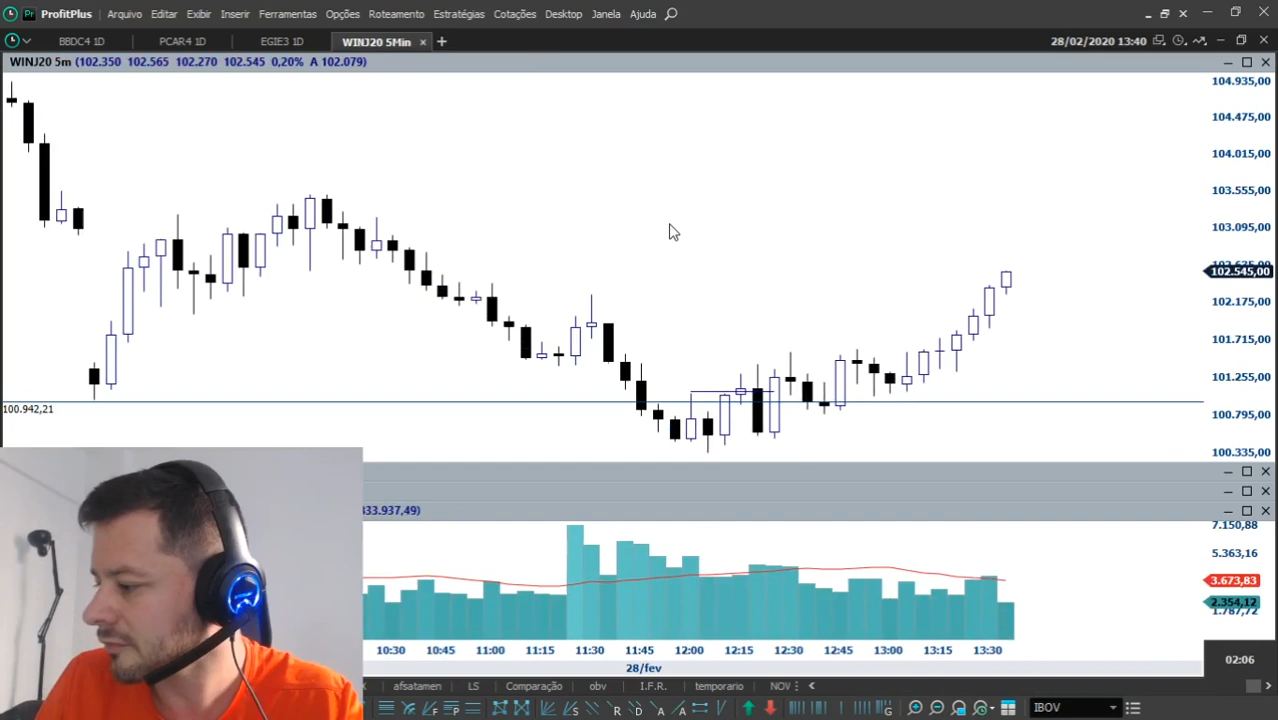 ProfitPlus Arquivo Editar Exibir Inserir Ferramentas Opções Roteamento Estratégias Cotações Desktop Janela Ajuda
BBDC4 1D PCAR4 1D EGIE3 1D WINJ20 5Min 28/02/2020 13:40
WINJ20 5m (102.350 102.565 102.270 102.545 0,20% A 102.079)
104.935,00
104.475,00
104.015,00
103.555,00
103.095,00
102.545,00
102.175,00
101.715,00
101.255,00
100.942,21
100.795,00
100.335,00
333.937,49)
7.150,88
5.363,16
3.673,83
2.354,12
1.787,72
10:30 10:45 11:00 11:15 11:30 11:45 12:00 12:15 12:30 12:45 13:00 13:15 13:30
28/fev
02:06
afsatamen LS Comparação obv I.F.R. temporario NOV
IBOV